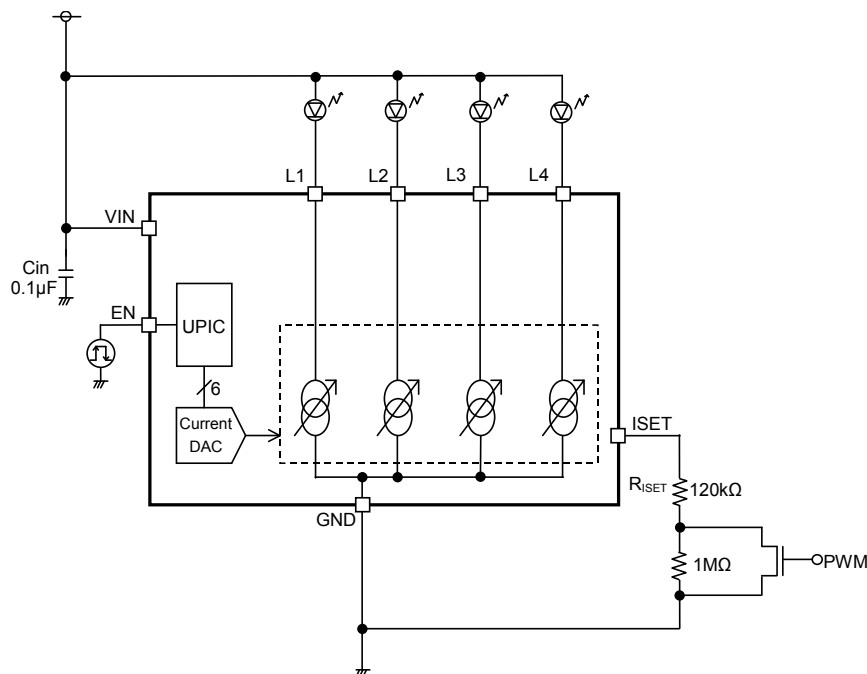 L1
L2
L3
L4
VIN
Cin
0.1µF
EN
UPIC
6
Current
DAC
ISET
RISET
120kΩ
GND
1MΩ
PWM